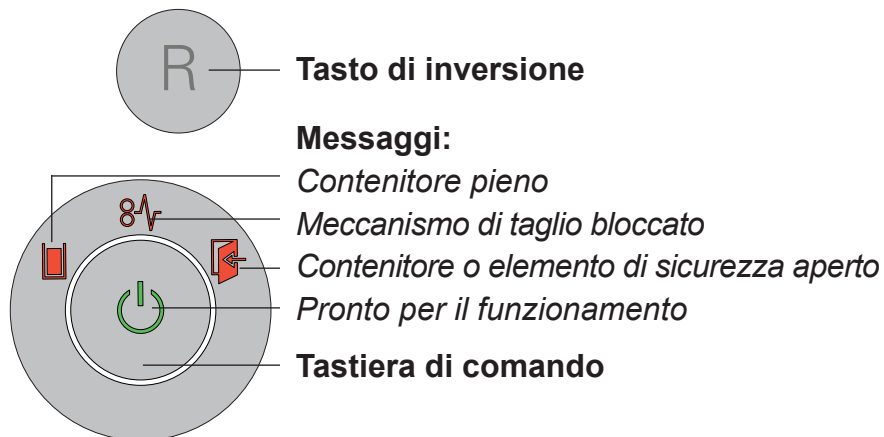 R
Tasto di inversione
Messaggi:
Contenitore pieno
Meccanismo di taglio bloccato
Contenitore o elemento di sicurezza aperto
Pronto per il funzionamento
Tastiera di comando